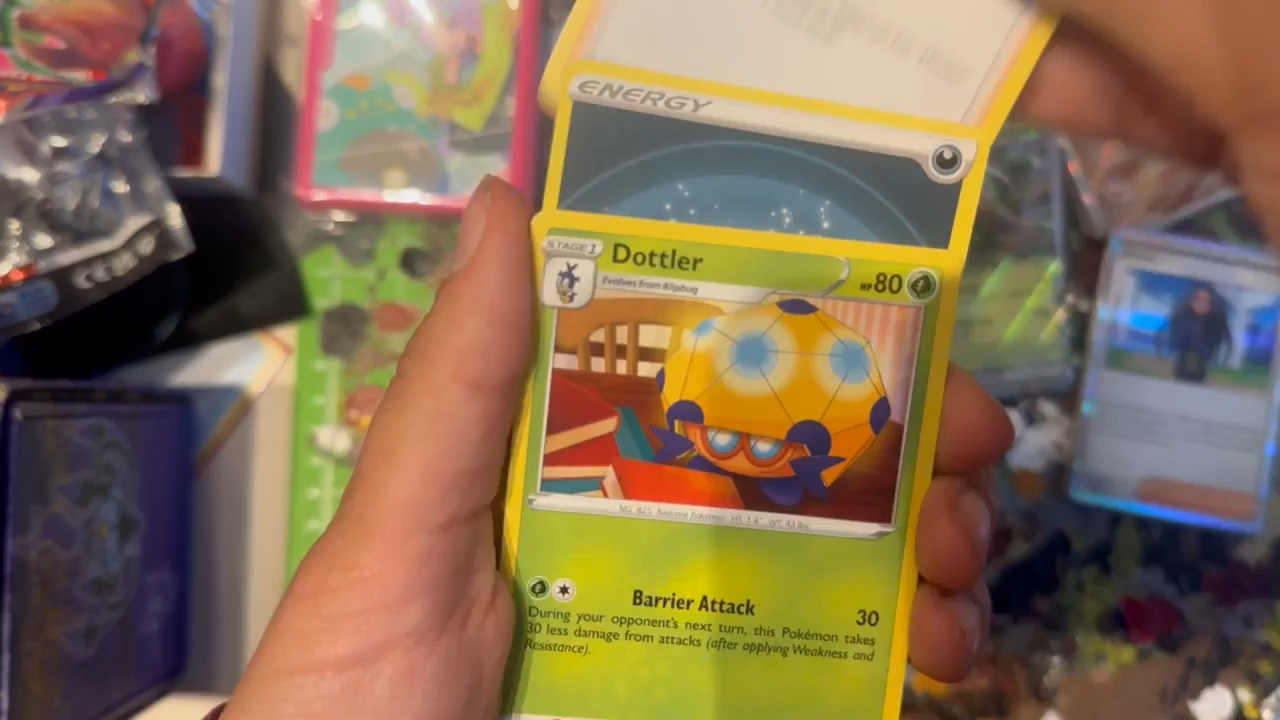 ENERGY
STAGE 1
Dottler
HP 80
Evolves from Blipbug
NO. 825 Radome Pokémon HT: 1'4" WT: 43 lbs.
Barrier Attack 30
During your opponent's next turn, this Pokémon takes
30 less damage from attacks (after applying Weakness and
Resistance).